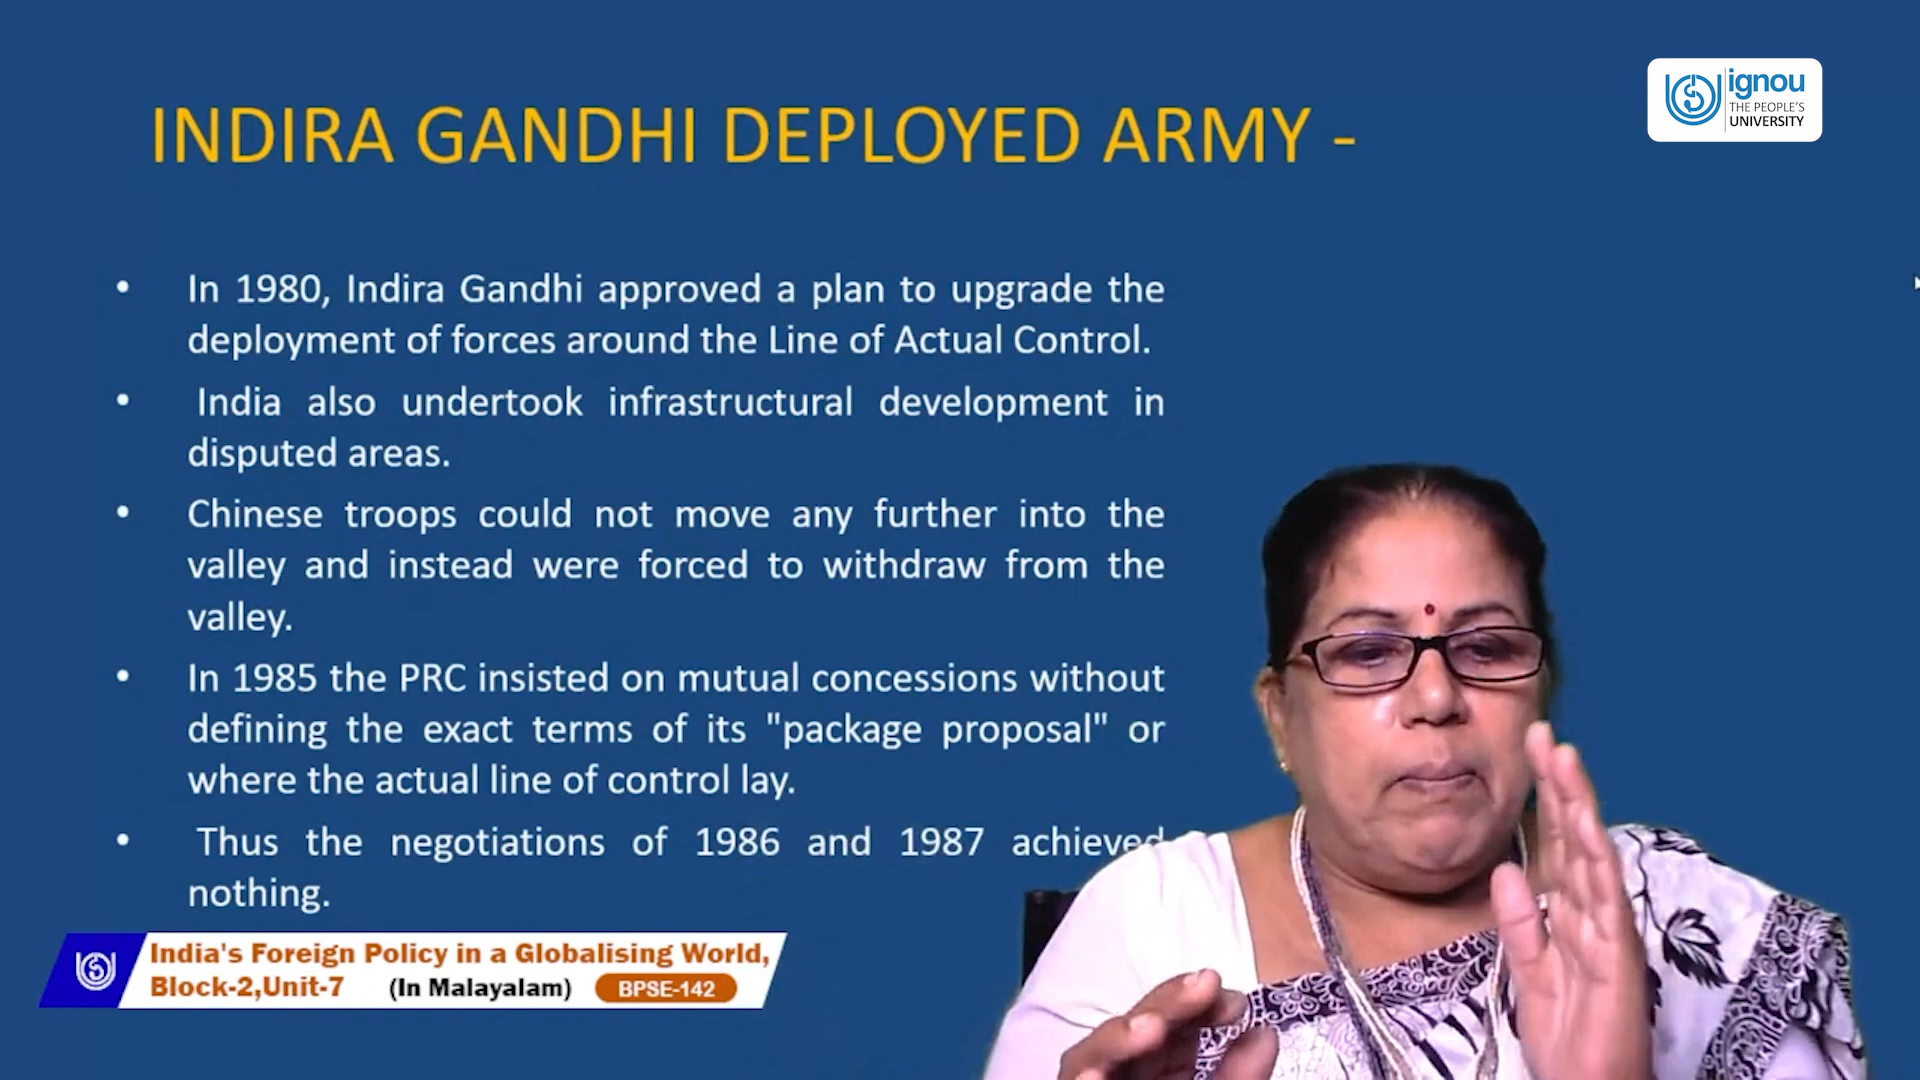 INDIRA GANDHI DEPLOYED ARMY -
ignou
THE PEOPLE'S
UNIVERSITY
• In 1980, Indira Gandhi approved a plan to upgrade the
deployment of forces around the Line of Actual Control.
• India also undertook infrastructural development in
disputed areas.
• Chinese troops could not move any further into the
valley and instead were forced to withdraw from the
valley.
• In 1985 the PRC insisted on mutual concessions without
defining the exact terms of its "package proposal" or
where the actual line of control lay.
• Thus the negotiations of 1986 and 1987 achieved
nothing.
India's Foreign Policy in a Globalising World,
Block-2,Unit-7 (In Malayalam) BPSE-142